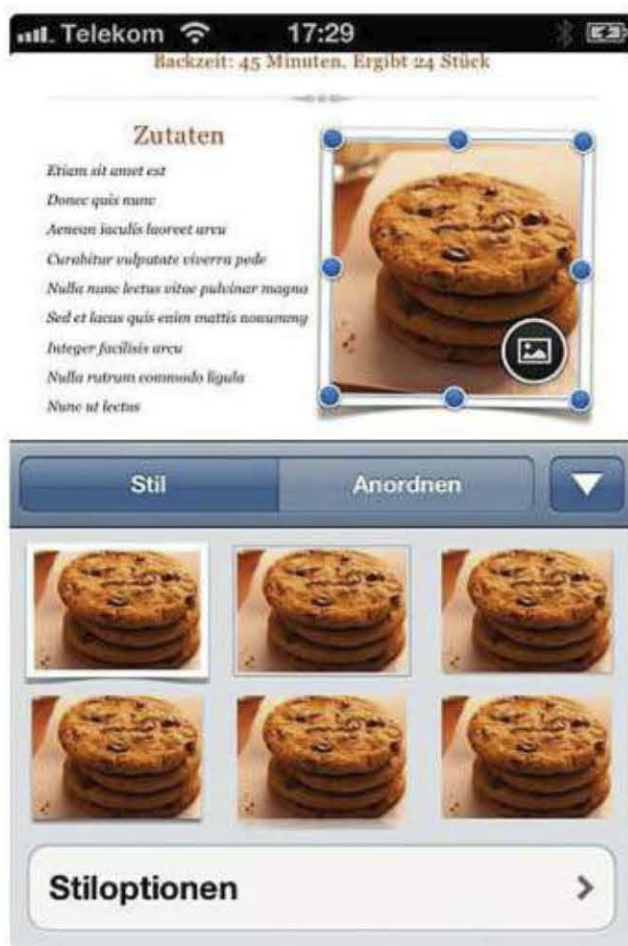 Telekom 17:29
Backzeit: 45 Minuten. Ergibt 24 Stück
Zutaten
Etiam sit amet est
Donec quis nunc
Aenean iaculis laoreet arcu
Curabitur vulputate viverra pede
Nulla nunc lectus vitae pulvinar magna
Sed et lacus quis enim mattis nonummy
Integer facilisis arcu
Nulla rutrum commodo ligula
Nunc ut lectus
Stil Anordnen
Stiloptionen